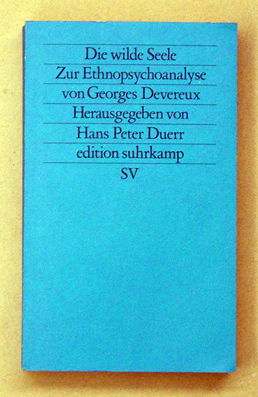 Die wilde Seele
Zur Ethnopsychoanalyse
von Georges Devereux
Herausgegeben von
Hans Peter Duerr
edition suhrkamp
SV